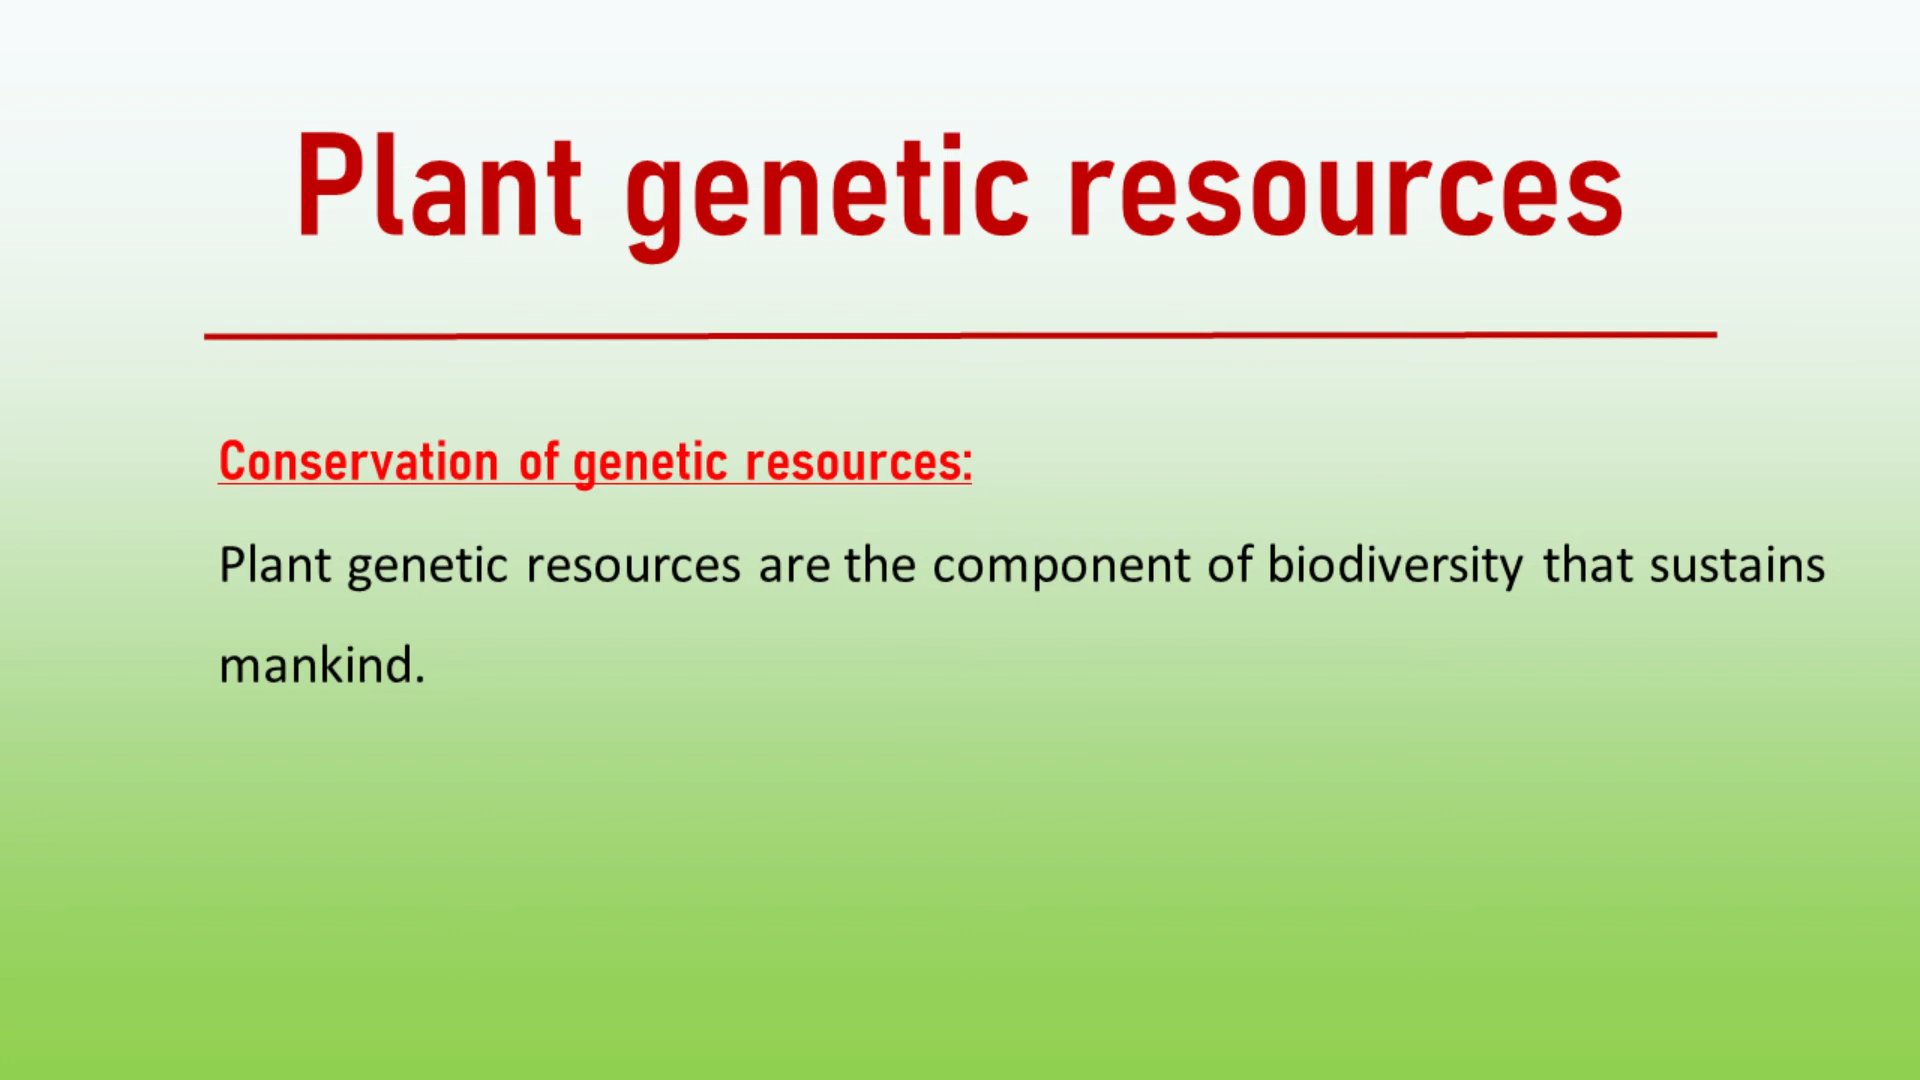 Plant genetic resources
Conservation of genetic resources:
Plant genetic resources are the component of biodiversity that sustains
mankind.